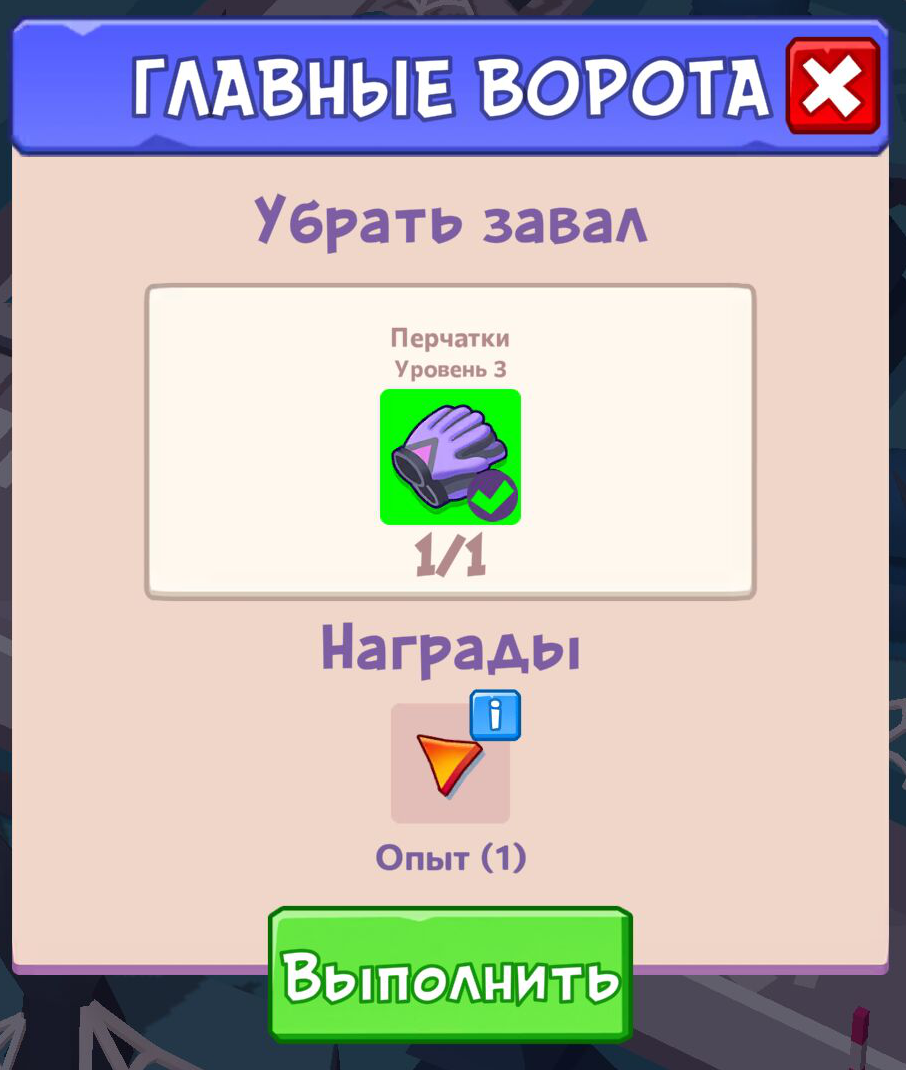 ГЛАВНЫЕ ВОРОТА
Убрать завал
Перчатки
Уровень 3
1/1
Награды
i
Опыт (1)
Выполнить